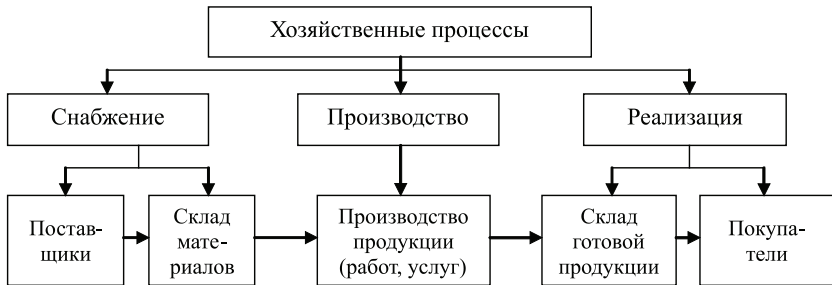 Хозяйственные процессы
Снабжение
Производство
Реализация
Постав-
щики
Склад
мате-
риалов
Производство
продукции
(работ, услуг)
Склад
готовой
продукции
Покупа-
тели